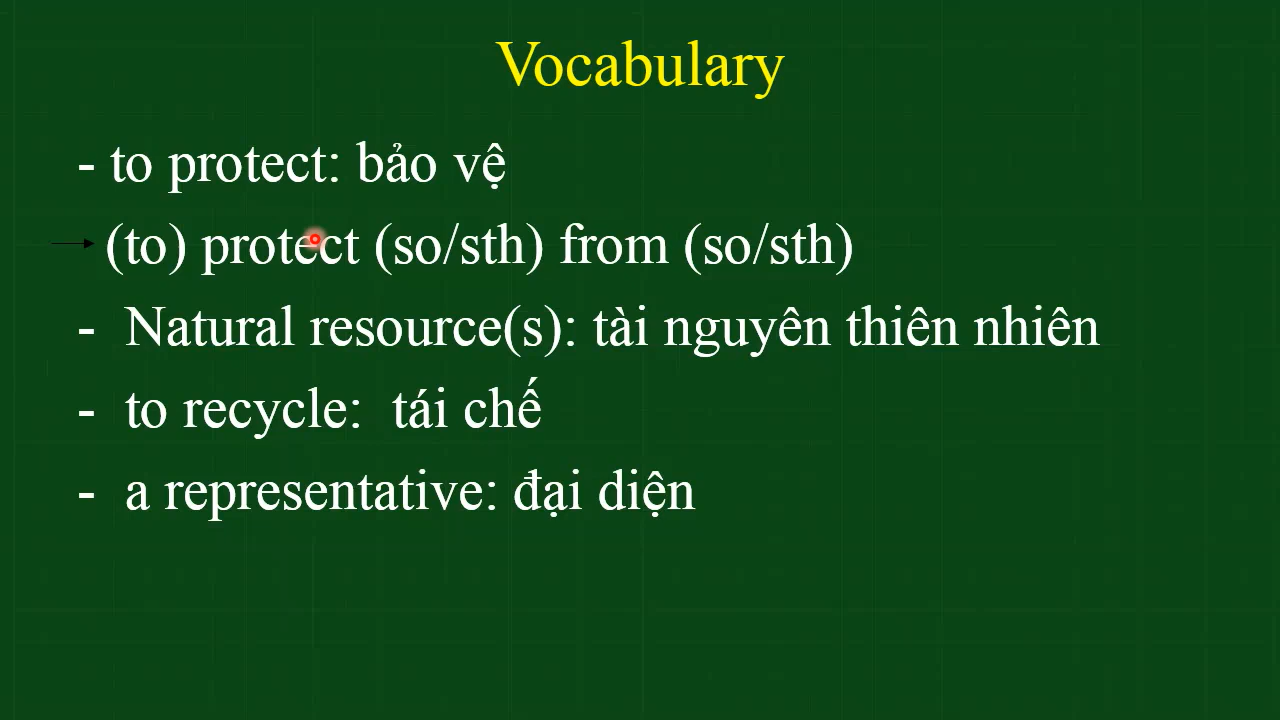 Vocabulary
- to protect: bảo vệ
(to) protect (so/sth) from (so/sth)
- Natural resource(s): tài nguyên thiên nhiên
- to recycle: tái chế
- a representative: đại diện